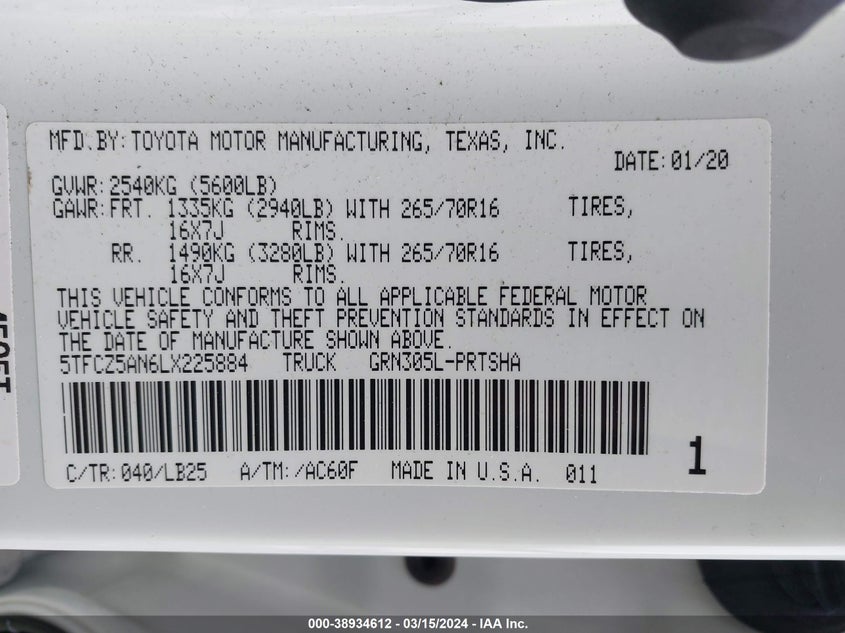 MFD.BY:TOYOTA MOTOR MANUFACTURING, TEXAS, INC.
DATE:01/20
GVWR:2540KG (5600LB)
GAWR:FRT. 1335KG (2940LB) WITH 265/70R16 TIRES,
16X7J RIMS.
RR. 1490KG (3280LB) WITH 265/70R16 TIRES,
16X7J RIMS.
THIS VEHICLE CONFORMS TO ALL APPLICABLE FEDERAL MOTOR
VEHICLE SAFETY AND THEFT PREVENTION STANDARDS IN EFFECT ON
THE DATE OF MANUFACTURE SHOWN ABOVE.
5TFCZ5AN6LX225884 TRUCK GRN305L-PRTSHA
1
C/TR:040/LB25 A/TM:/AC60F MADE IN U.S.A. 011
000-38934612 - 03/15/2024 - IAA Inc.